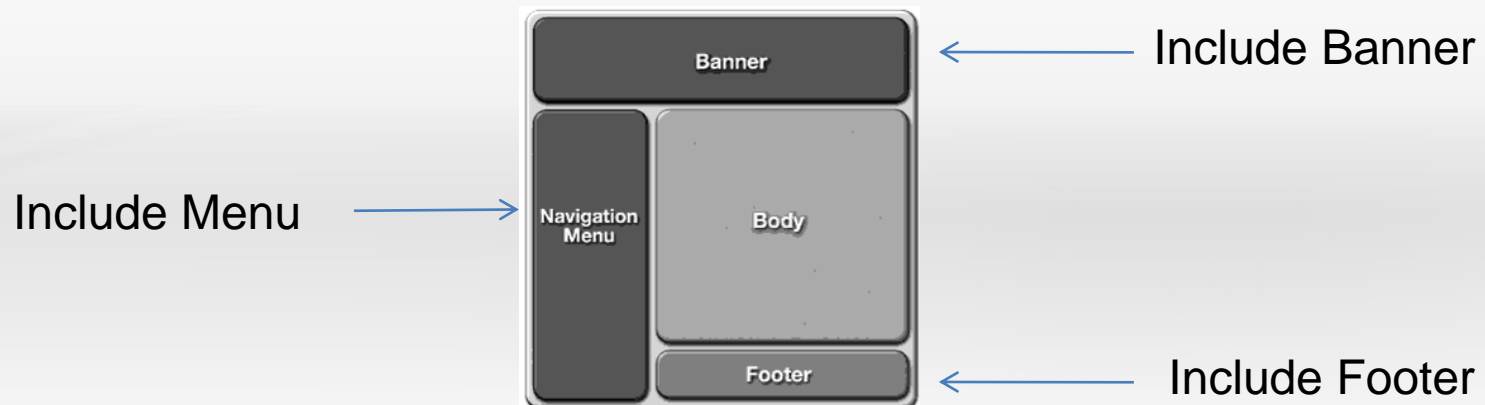 Banner
Include Banner
Include Menu
Navigation
Menu
Body
Footer
Include Footer